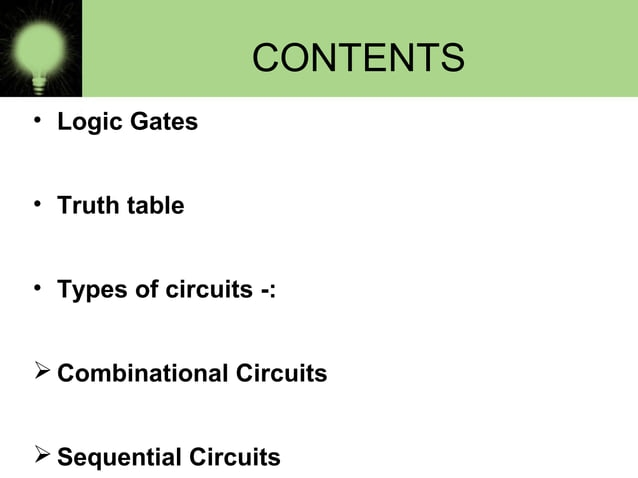 CONTENTS
• Logic Gates
• Truth table
• Types of circuits -:
➢ Combinational Circuits
➢ Sequential Circuits